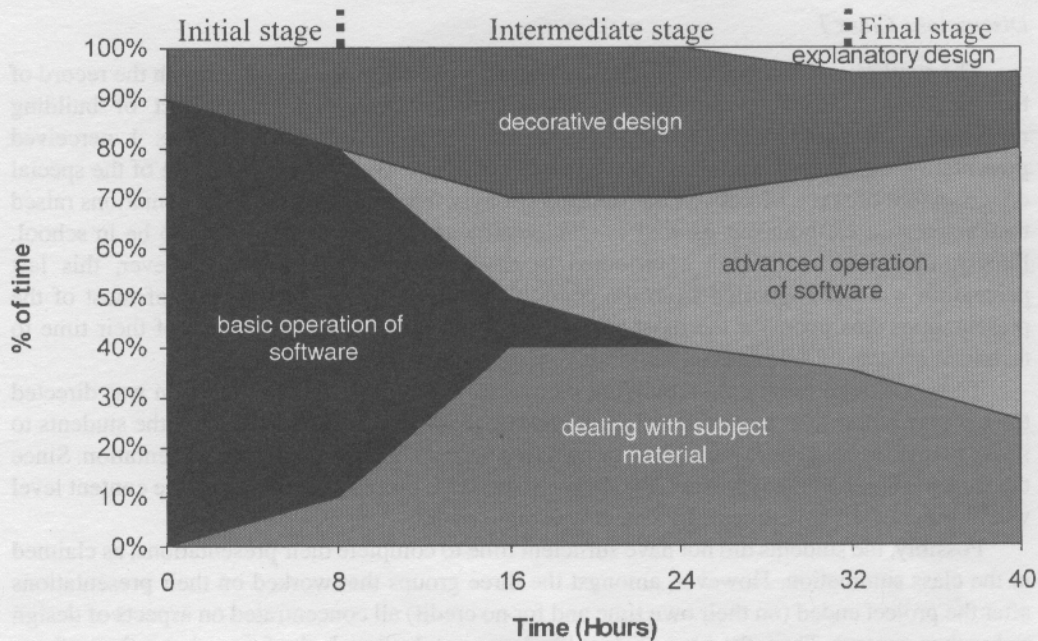 Initial stage
Intermediate stage
Final stage
100%
90%
80%
70%
60%
50%
40%
30%
20%
10%
0%
% of time
explanatory design
decorative design
advanced operation
of software
basic operation of
software
dealing with subject
material
0
8
16
24
32
40
Time (Hours)